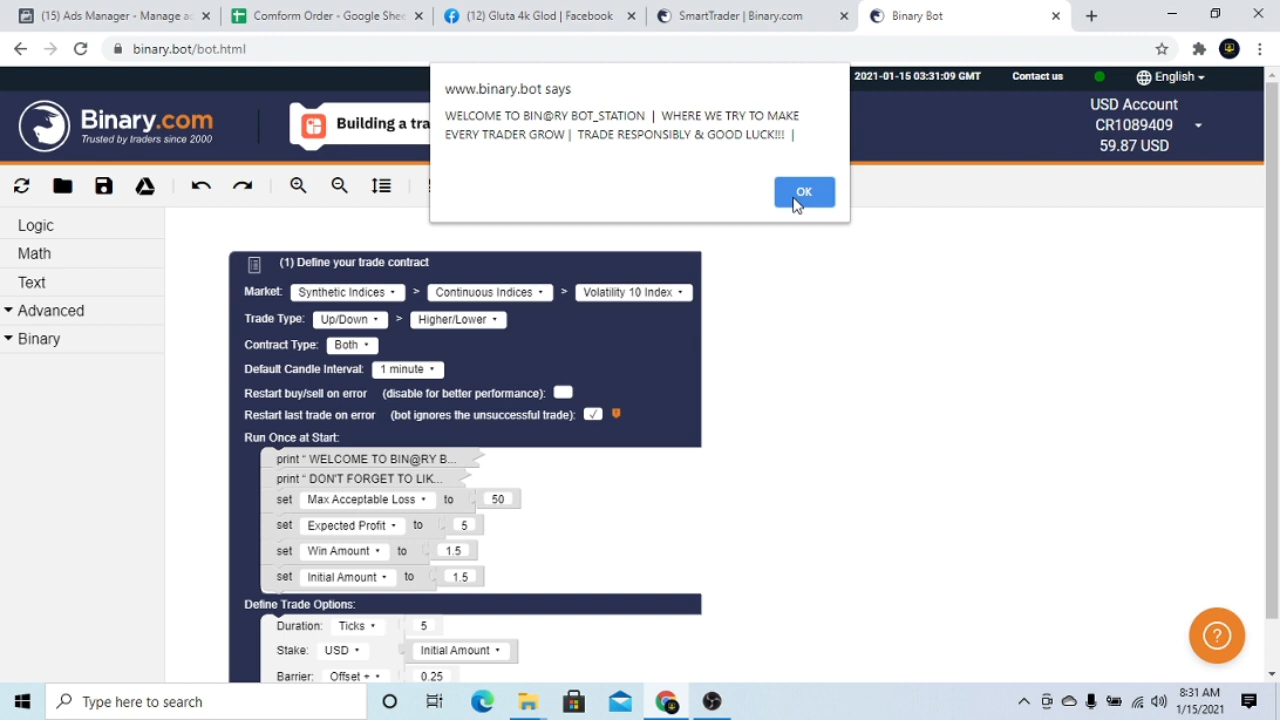 (15) Ads Manager - Manage ac
Comform Order - Google Shee
(12) Gluta 4k Glod | Facebook
SmartTrader | Binary.com
Binary Bot
binary.bot/bot.html
2021-01-15 03:31:09 GMT
Contact us
English
Binary.com
Trusted by traders since 2000
Building a tra
USD Account
CR1089409
59.87 USD
www.binary.bot says
WELCOME TO BIN@RY BOT_STATION | WHERE WE TRY TO MAKE
EVERY TRADER GROW | TRADE RESPONSIBLY & GOOD LUCK!!! |
OK
Logic
Math
Text
Advanced
Binary
(1) Define your trade contract
Market: Synthetic Indices > Continuous Indices > Volatility 10 Index
Trade Type: Up/Down > Higher/Lower
Contract Type: Both
Default Candle Interval: 1 minute
Restart buy/sell on error (disable for better performance):
Restart last trade on error (bot ignores the unsuccessful trade): ✓
Run Once at Start:
print " WELCOME TO BIN@RY B...
print " DON'T FORGET TO LIK...
set Max Acceptable Loss to 50
set Expected Profit to 5
set Win Amount to 1.5
set Initial Amount to 1.5
Define Trade Options:
Duration: Ticks 5
Stake: USD Initial Amount
Barrier: Offset + 0.25
?
Type here to search
8:31 AM
1/15/2021